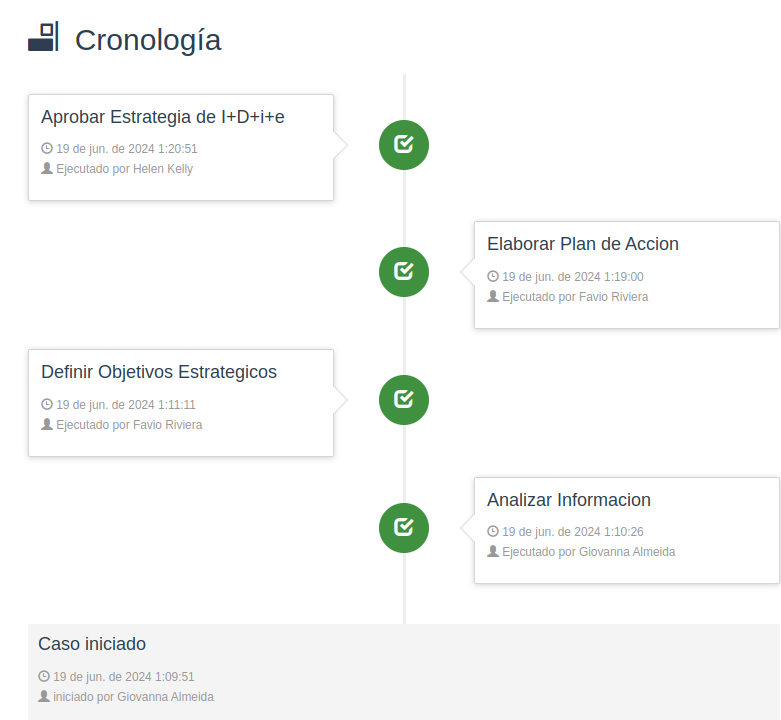 Cronología
Aprobar Estrategia de I+D+i+e
19 de jun. de 2024 1:20:51
Ejecutado por Helen Kelly
Elaborar Plan de Accion
19 de jun. de 2024 1:19:00
Ejecutado por Favio Riviera
Definir Objetivos Estrategicos
19 de jun. de 2024 1:11:11
Ejecutado por Favio Riviera
Analizar Informacion
19 de jun. de 2024 1:10:26
Ejecutado por Giovanna Almeida
Caso iniciado
19 de jun. de 2024 1:09:51
iniciado por Giovanna Almeida